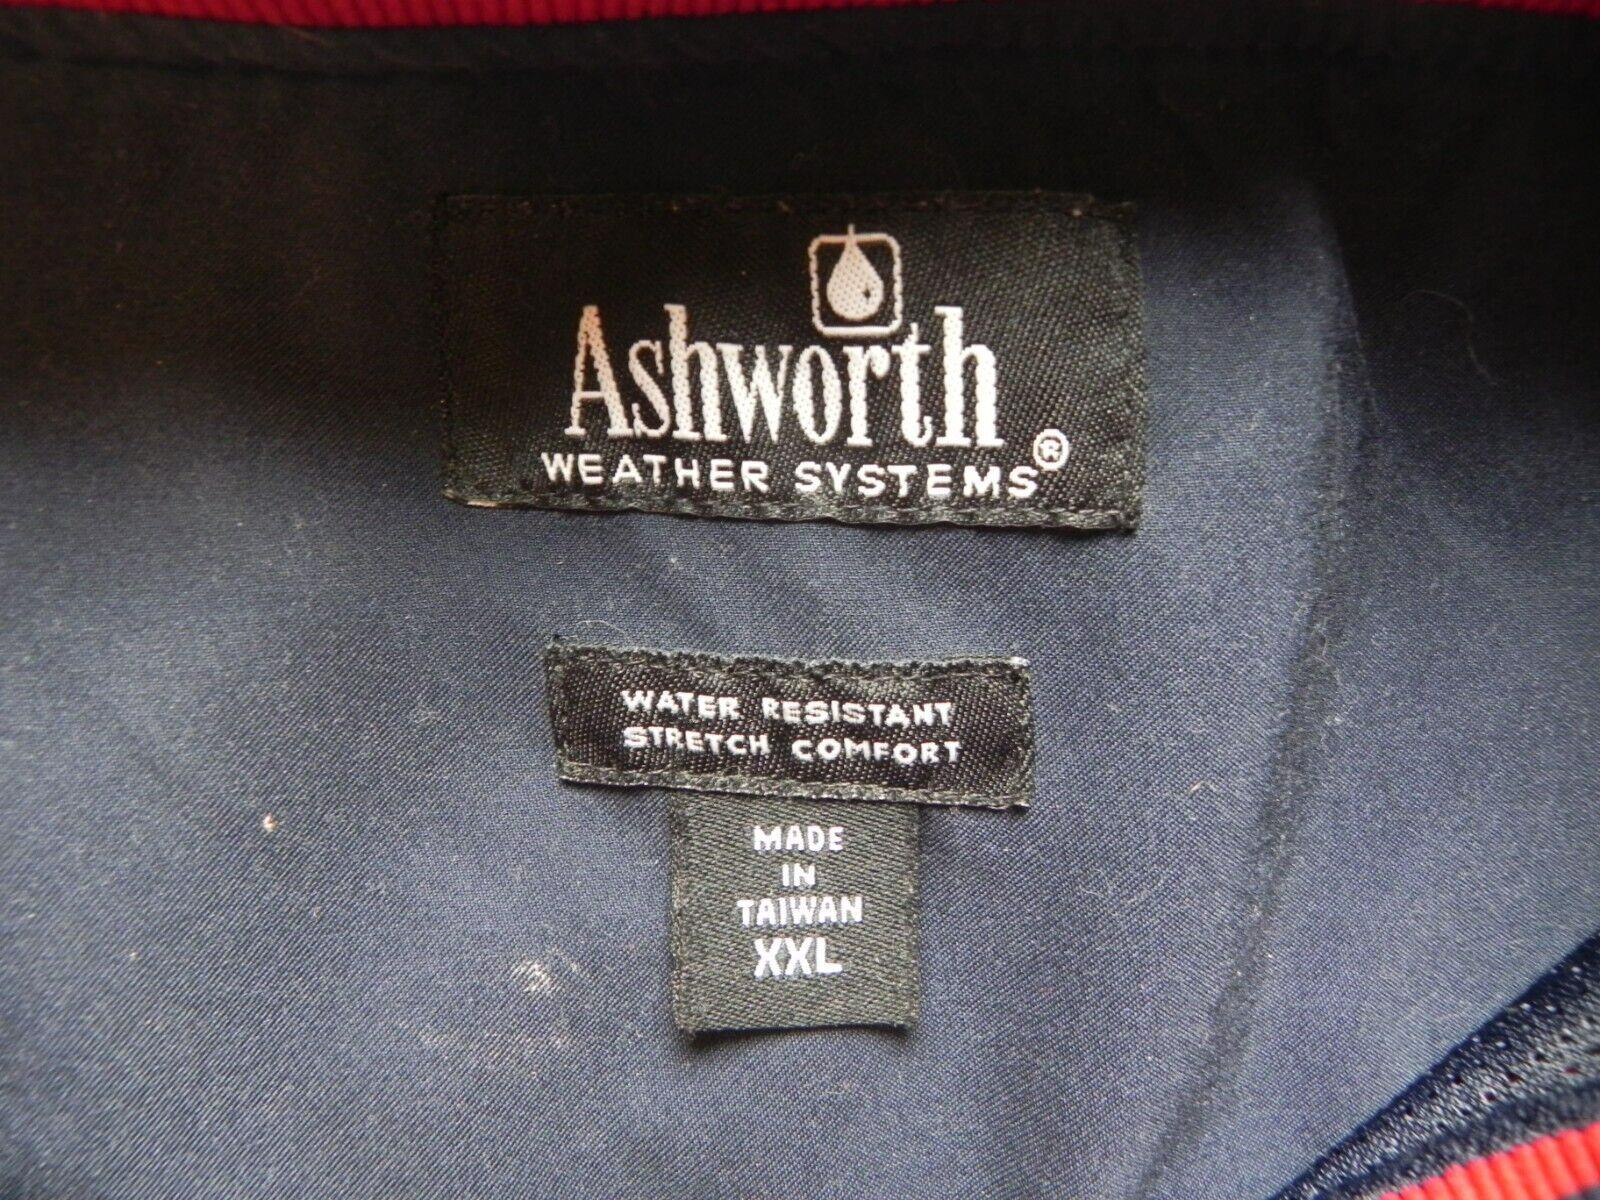 Ashworth
WEATHER SYSTEMS®
WATER RESISTANT
STRETCH COMFORT
MADE
IN
TAIWAN
XXL